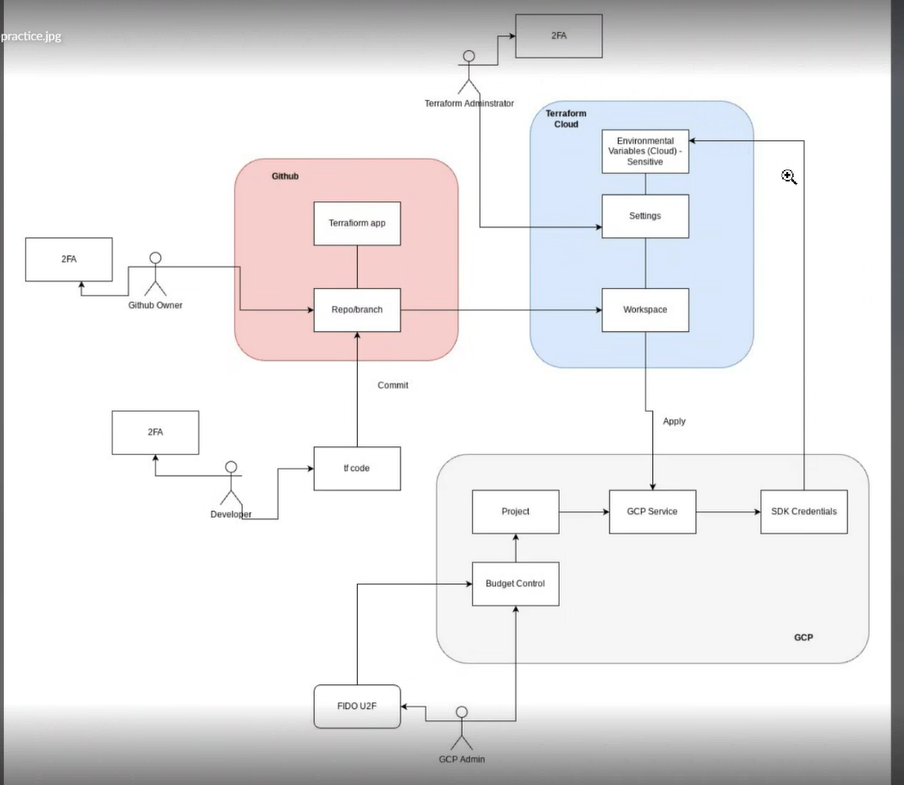 practice.jpg
2FA
Terraform Adminstrator
Terraform
Cloud
Environmental
Variables (Cloud) -
Sensitive
Github
Terrafiorm app
Settings
2FA
Github Owner
Repo/branch
Workspace
Commit
2FA
Apply
tf code
Developer
Project
GCP Service
SDK Credentials
Budget Control
GCP
FIDO U2F
GCP Admin